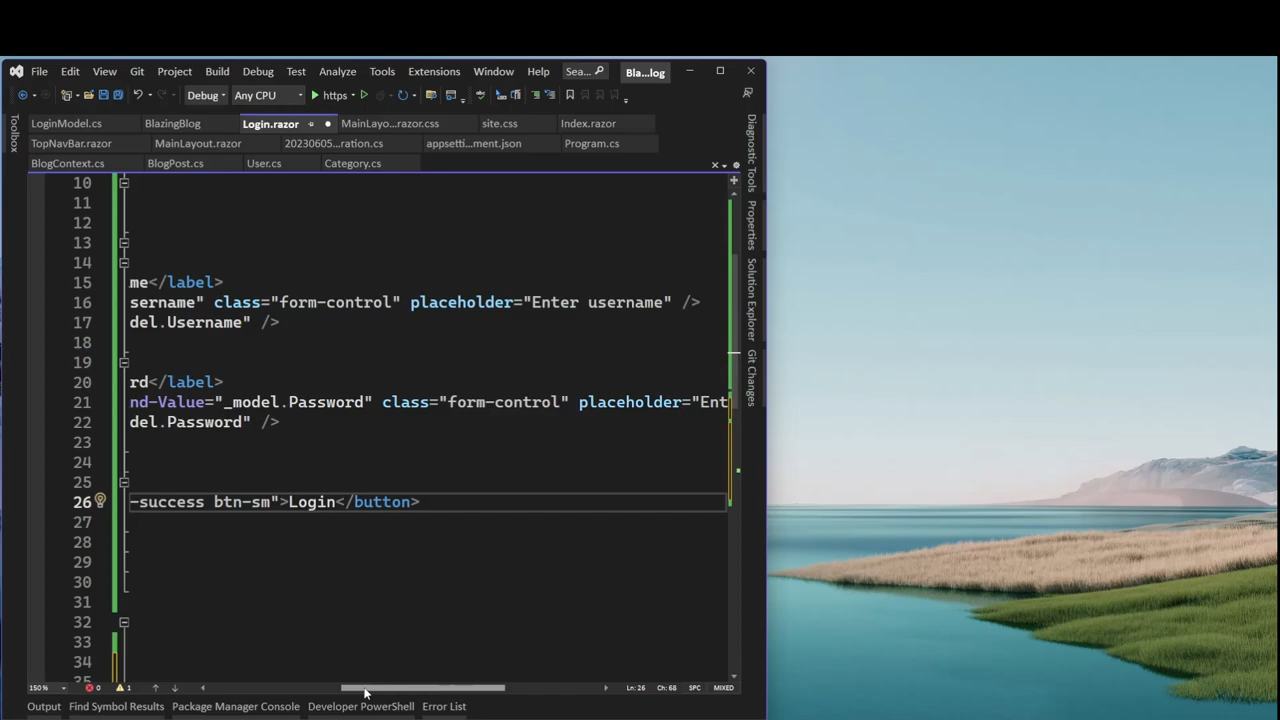 File Edit View Git Project Build Debug Test Analyze Tools Extensions Window Help Sea... Bla...log
Debug Any CPU https
LoginModel.cs BlazingBlog Login.razor MainLayo...razor.css site.css Index.razor
TopNavBar.razor MainLayout.razor 20230605...ration.cs appsetti...ment.json Program.cs
BlogContext.cs BlogPost.cs User.cs Category.cs
Toolbox
Diagnostic Tools
Properties
Solution Explorer
Git Changes
10
11
12
13
14
15 me</label>
16 sername" class="form-control" placeholder="Enter username" />
17 del.Username" />
18
19
20 rd</label>
21 nd-Value="_model.Password" class="form-control" placeholder="Ent
22 del.Password" />
23
24
25
26 -success btn-sm">Login</button>
27
28
29
30
31
32
33
34
35
150 % 0 1 Ln: 26 Ch: 68 SPC MIXED
Output Find Symbol Results Package Manager Console Developer PowerShell Error List